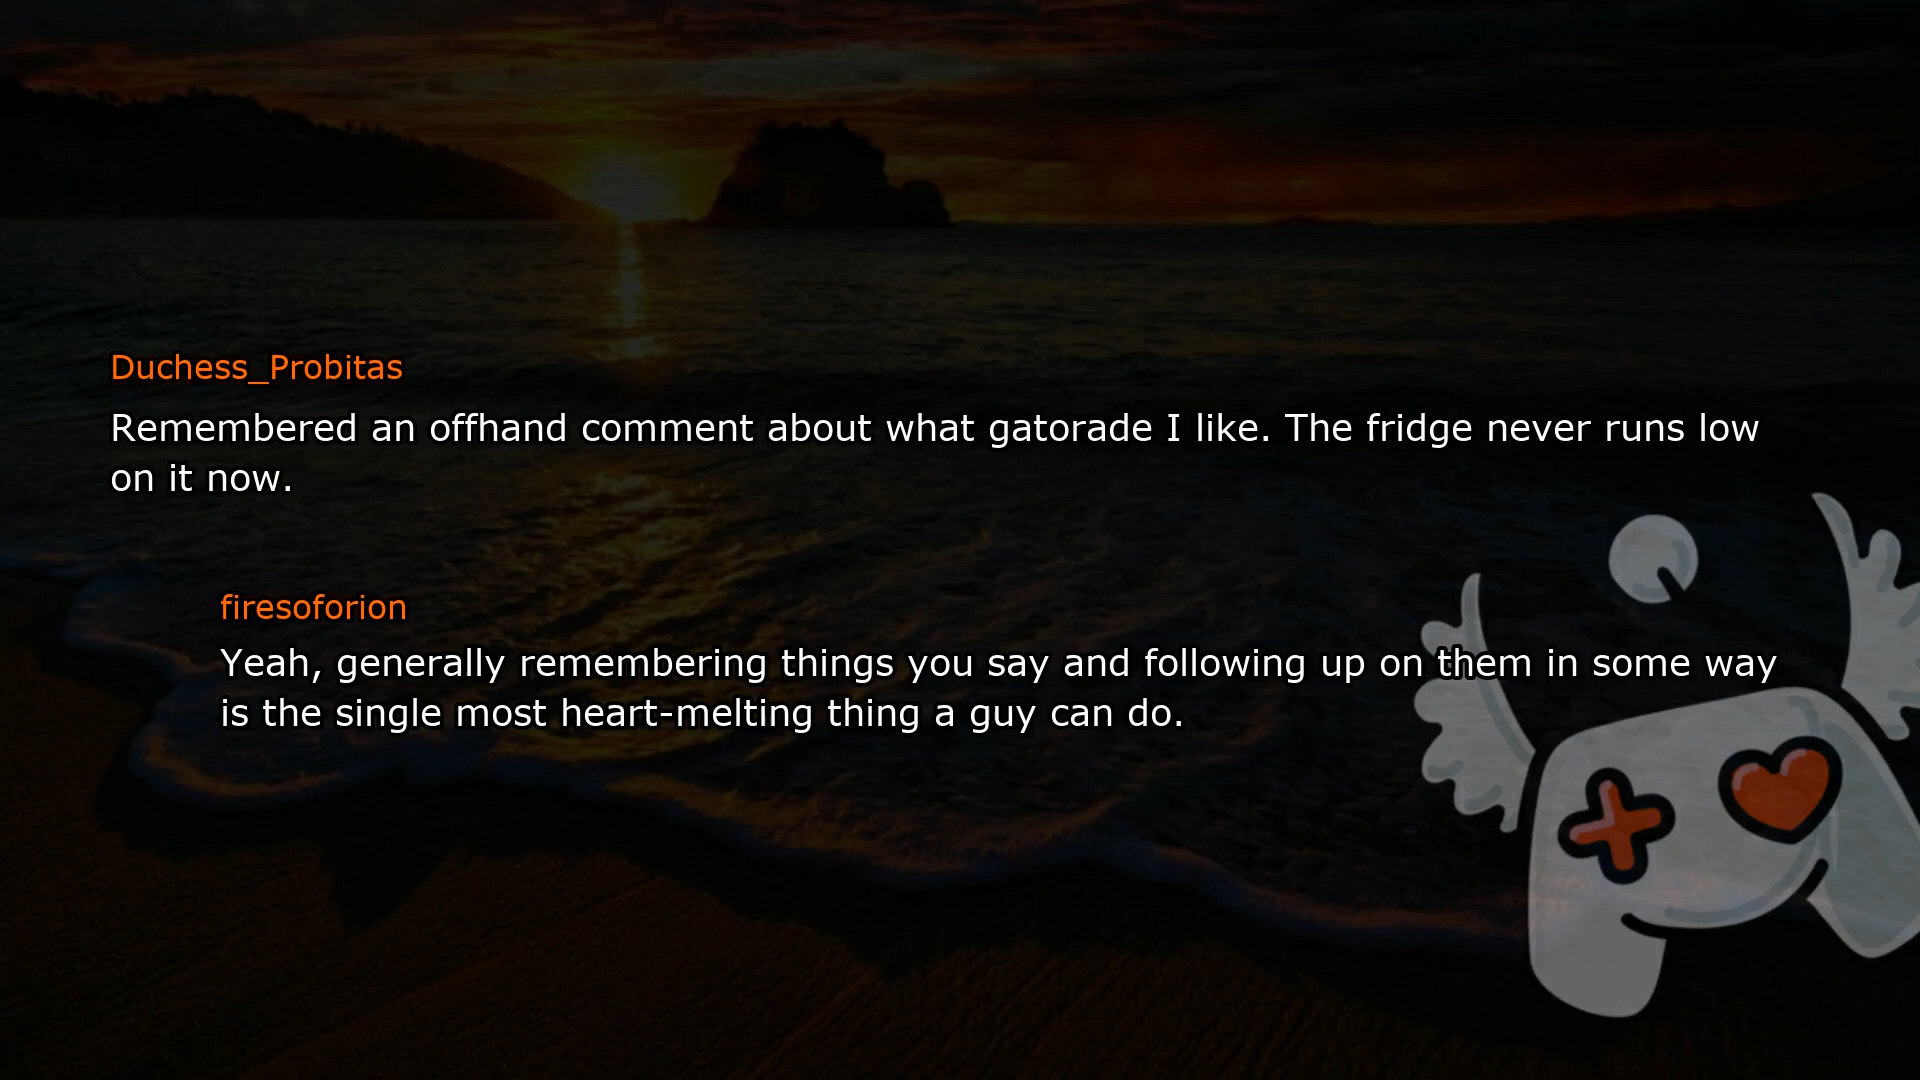 Duchess_Probitas
Remembered an offhand comment about what gatorade I like. The fridge never runs low
on it now.
firesoforion
Yeah, generally remembering things you say and following up on them in some way
is the single most heart-melting thing a guy can do.